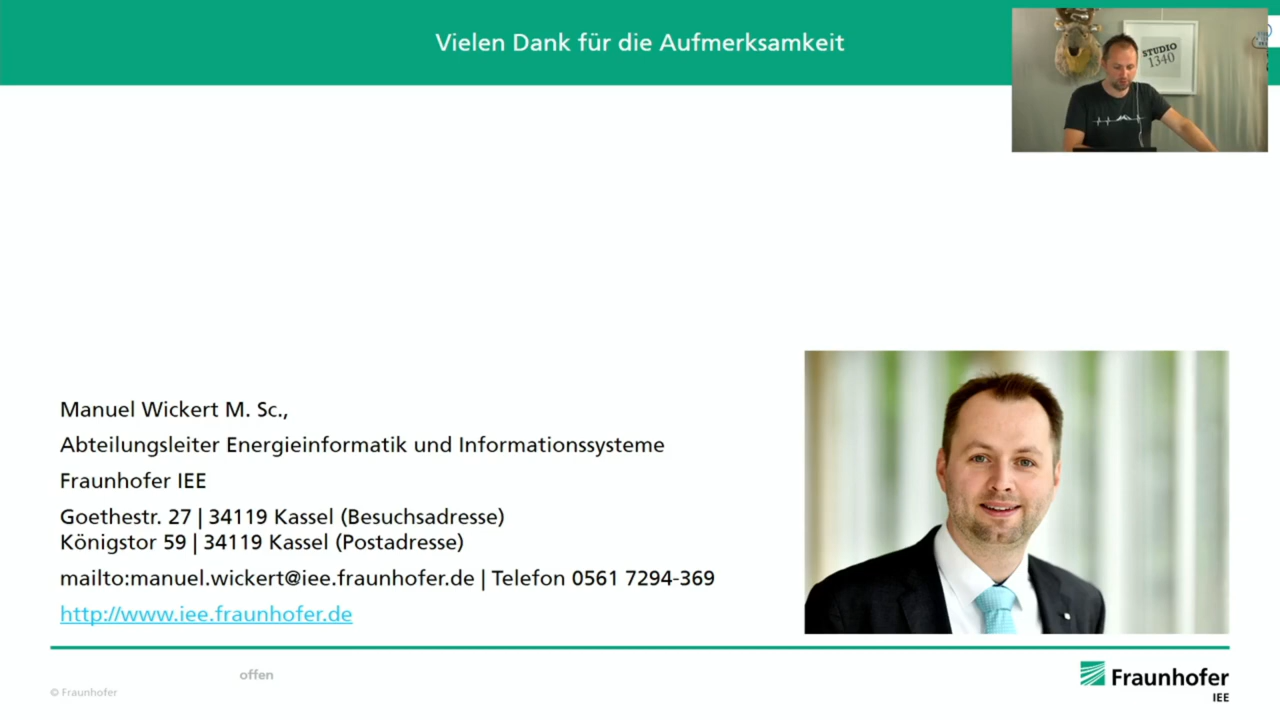 Vielen Dank für die Aufmerksamkeit
STUDIO
1340
Manuel Wickert M. Sc.,
Abteilungsleiter Energieinformatik und Informationssysteme
Fraunhofer IEE
Goethestr. 27 | 34119 Kassel (Besuchsadresse)
Königstor 59 | 34119 Kassel (Postadresse)
mailto:manuel.wickert@iee.fraunhofer.de | Telefon 0561 7294-369
http://www.iee.fraunhofer.de
offen
© Fraunhofer
Fraunhofer
IEE